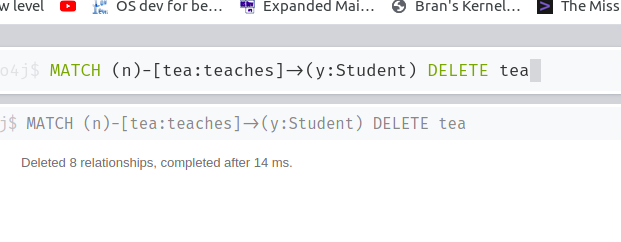 w level OS dev for be… Expanded Mai… Bran's Kernel… The Miss
o4j$ MATCH (n)-[tea:teaches]->(y:Student) DELETE tea
j$ MATCH (n)-[tea:teaches]->(y:Student) DELETE tea
Deleted 8 relationships, completed after 14 ms.